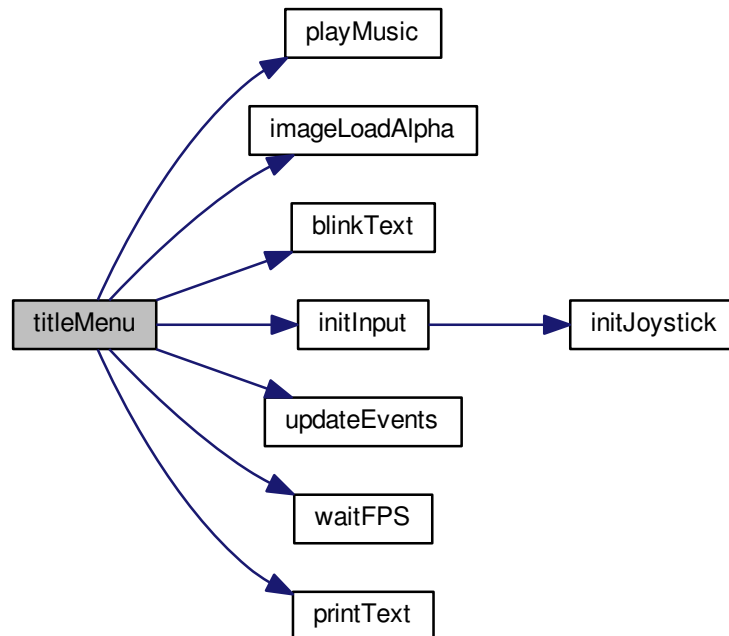 playMusic
imageLoadAlpha
blinkText
titleMenu
initInput
initJoystick
updateEvents
waitFPS
printText